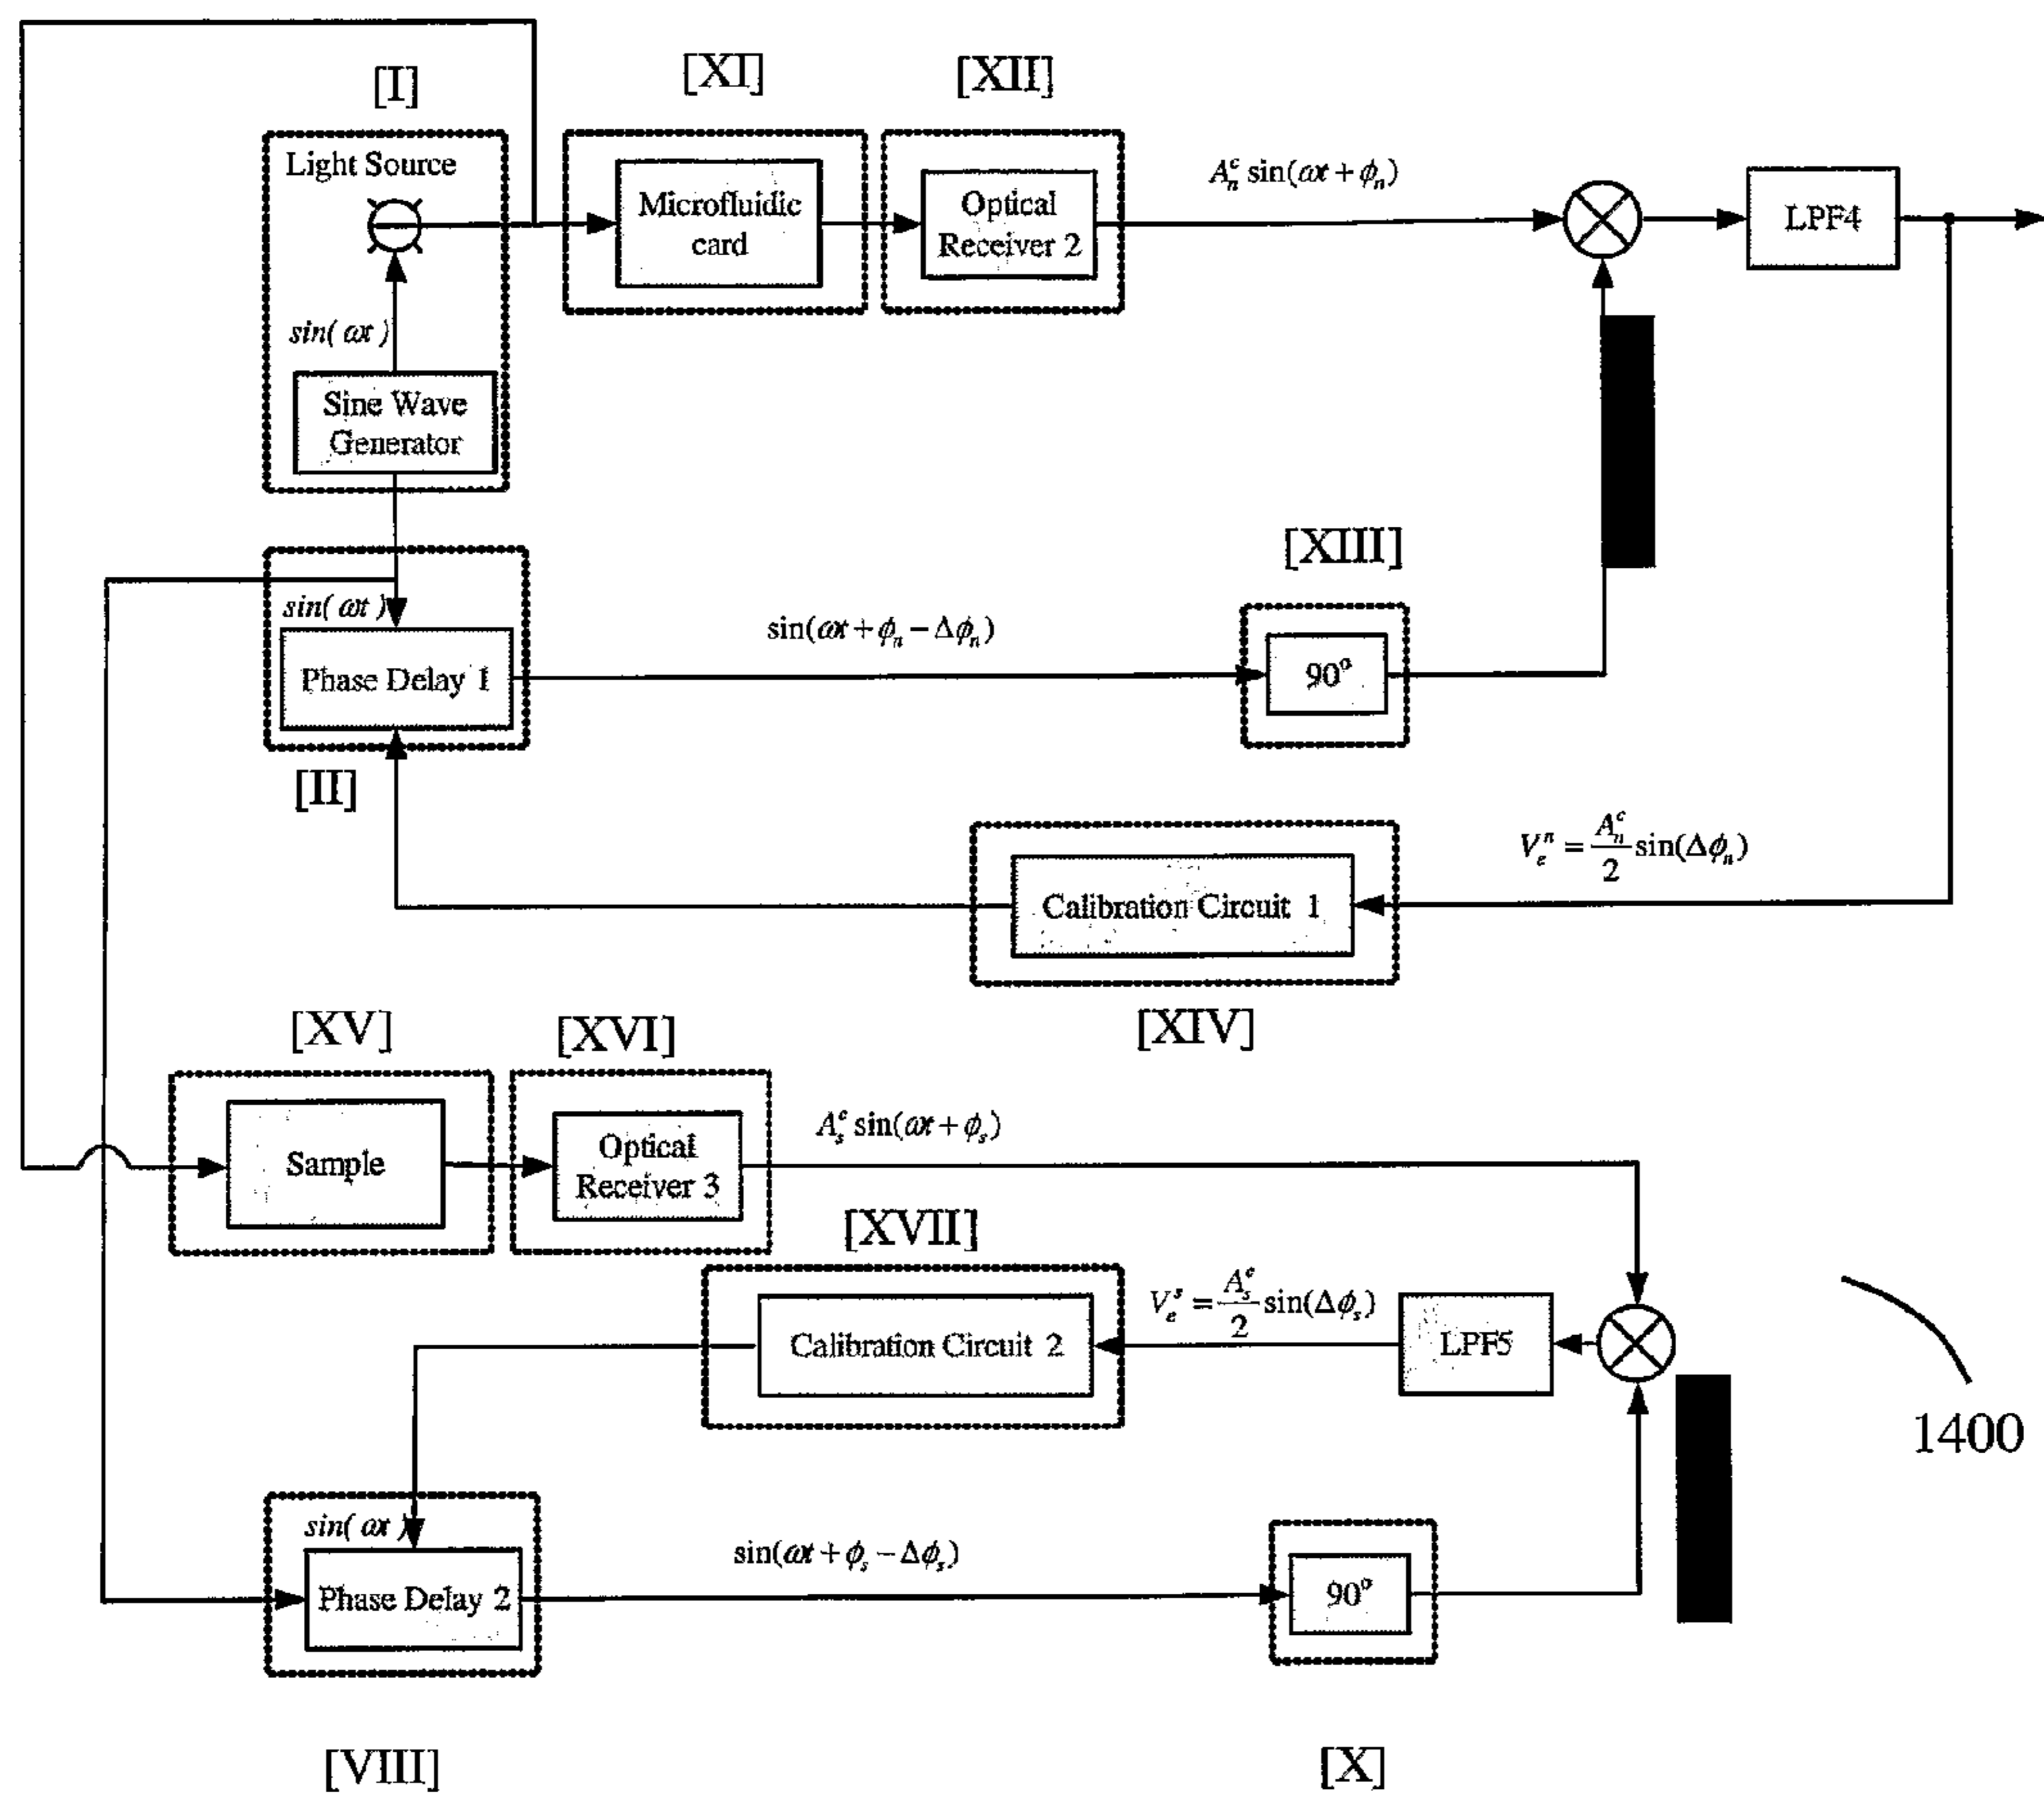 [I]
[XI]
[XII]
Light Source
Microfluidic
card
Optical
Receiver 2
A_n^c sin(ωt + ϕ_n)
LPF4
sin( ωt )
Sine Wave
Generator
[XIII]
sin( ωt )
Phase Delay 1
sin(ωt + ϕ_n − Δϕ_n)
90°
[II]
V_e^n = A_n^c/2 sin(Δϕ_n)
Calibration Circuit 1
[XIV]
[XV]
[XVI]
Sample
Optical
Receiver 3
A_s^c sin(ωt + ϕ_s)
[XVII]
Calibration Circuit 2
V_e^s = A_s^c/2 sin(Δϕ_s)
LPF5
1400
sin( ωt )
Phase Delay 2
sin(ωt + ϕ_s − Δϕ_s)
90°
[VIII]
[X]